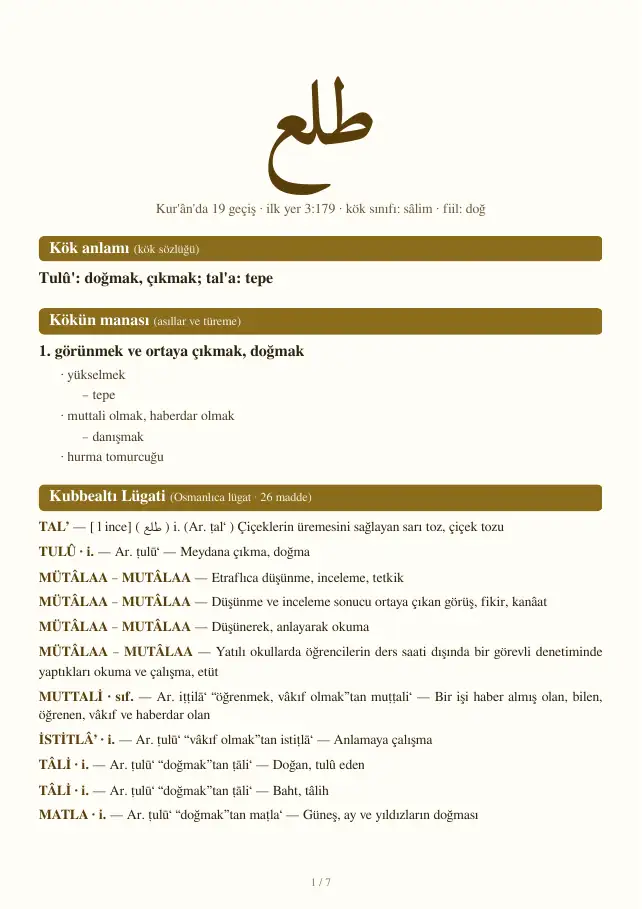 طلع
Kur'ân'da 19 geçiş · ilk yer 3:179 · kök sınıfı: sâlim · fiil: doğ
Kök anlamı (kök sözlüğü)
Tulû': doğmak, çıkmak; tal'a: tepe
Kökün manası (asıllar ve türeme)
1. görünmek ve ortaya çıkmak, doğmak
· yükselmek
– tepe
· muttali olmak, haberdar olmak
– danışmak
· hurma tomurcuğu
Kubbealtı Lügati (Osmanlıca lügat · 26 madde)
TAL’ — [ l ince] ( طلع ) i. (Ar. ṭal‘ ) Çiçeklerin üremesini sağlayan sarı toz, çiçek tozu
TULÛ · i. — Ar. ṭulū‘ — Meydana çıkma, doğma
MÜTÂLAA – MUTÂLAA — Etraflıca düşünme, inceleme, tetkik
MÜTÂLAA – MUTÂLAA — Düşünme ve inceleme sonucu ortaya çıkan görüş, fikir, kanâat
MÜTÂLAA – MUTÂLAA — Düşünerek, anlayarak okuma
MÜTÂLAA – MUTÂLAA — Yatılı okullarda öğrencilerin ders saati dışında bir görevli denetiminde
yaptıkları okuma ve çalışma, etüt
MUTTALİ · sıf. — Ar. iṭṭilā‘ “öğrenmek, vâkıf olmak”tan muṭṭali‘ — Bir işi haber almış olan, bilen,
öğrenen, vâkıf ve haberdar olan
İSTİTLÂ’ · i. — Ar. ṭulū‘ “vâkıf olmak”tan istiṭlā‘ — Anlamaya çalışma
TÂLİ · i. — Ar. ṭulū‘ “doğmak”tan ṭāli‘ — Doğan, tulû eden
TÂLİ · i. — Ar. ṭulū‘ “doğmak”tan ṭāli‘ — Baht, tâlih
MATLA · i. — Ar. ṭulū‘ “doğmak”tan maṭla‘ — Güneş, ay ve yıldızların doğması
1 / 7